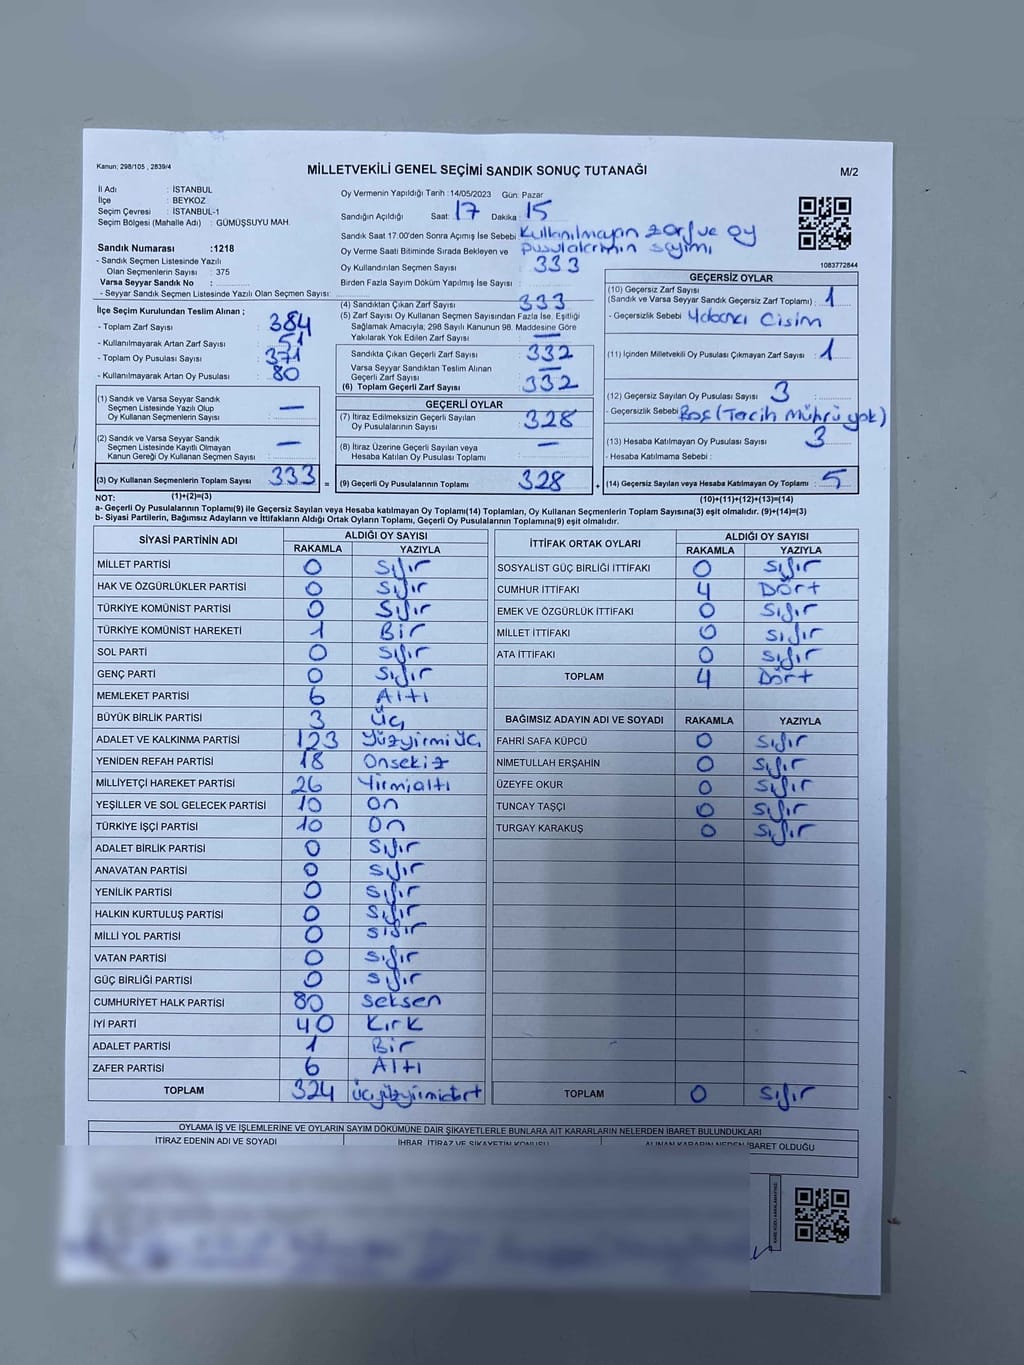 Kanun; 298/105 , 2839/4
MİLLETVEKİLİ GENEL SEÇİMİ SANDIK SONUÇ TUTANAĞI
M/2
İl Adı : İSTANBUL
İlçe : BEYKOZ
Seçim Çevresi : İSTANBUL-1
Seçim Bölgesi (Mahalle Adı) : GÜMÜŞSUYU MAH.
Sandık Numarası :1218
- Sandık Seçmen Listesinde Yazılı
Olan Seçmenlerin Sayısı : 375
Varsa Seyyar Sandık No :
- Seyyar Sandık Seçmen Listesinde Yazılı Olan Seçmen Sayısı:
Oy Vermenin Yapıldığı Tarih :14/05/2023 Gün: Pazar
Sandığın Açıldığı Saat: 17 Dakika : 15
Sandık Saat 17.00'den Sonra Açımış İse Sebebi: Kullanılmayan zarf ve oy
Oy Verme Saati Bitiminde Sırada Bekleyen ve pusulalarının sayımı
Oy Kullandırılan Seçmen Sayısı 333
Birden Fazla Sayım Döküm Yapılmış İse Sayısı :
1083772844
İlçe Seçim Kurulundan Teslim Alınan ;
- Toplam Zarf Sayısı : 384
- Kullanılmayarak Artan Zarf Sayısı : 51
- Toplam Oy Pusulası Sayısı : 371
- Kullanılmayarak Artan Oy Pusulası : 80
(1) Sandık ve Varsa Seyyar Sandık
Seçmen Listesinde Yazılı Olup
Oy Kullanan Seçmenlerin Sayısı : —
(2) Sandık ve Varsa Seyyar Sandık
Seçmen Listesinde Kayıtlı Olmayan
Kanun Gereği Oy Kullanan Seçmen Sayısı : —
(3) Oy Kullanan Seçmenlerin Toplam Sayısı : 333 =
(4) Sandıktan Çıkan Zarf Sayısı : 333
(5) Zarf Sayısı Oy Kullanan Seçmen Sayısından Fazla İse, Eşitliği
Sağlamak Amacıyla; 298 Sayılı Kanunun 98. Maddesine Göre
Yakılarak Yok Edilen Zarf Sayısı : —
Sandıkta Çıkan Geçerli Zarf Sayısı : 332
Varsa Seyyar Sandıktan Teslim Alınan
Geçerli Zarf Sayısı : —
(6) Toplam Geçerli Zarf Sayısı : 332
GEÇERLİ OYLAR
(7) İtiraz Edilmeksizin Geçerli Sayılan
Oy Pusulalarının Sayısı : 328
(8) İtiraz Üzerine Geçerli Sayılan veya
Hesaba Katılan Oy Pusulası Toplamı : —
(9) Geçerli Oy Pusulalarının Toplamı : 328 +
GEÇERSİZ OYLAR
(10) Geçersiz Zarf Sayısı
(Sandık ve Varsa Seyyar Sandık Geçersiz Zarf Toplamı) : 1
- Geçersizlik Sebebi : Yabancı Cisim
(11) İçinden Milletvekili Oy Pusulası Çıkmayan Zarf Sayısı : 1
(12) Geçersiz Sayılan Oy Pusulası Sayısı : 3
- Geçersizlik Sebebi : Boş (Tercih Mührü yok)
(13) Hesaba Katılmayan Oy Pusulası Sayısı : 3
- Hesaba Katılmama Sebebi :
(14) Geçersiz Sayılan veya Hesaba Katılmayan Oy Toplamı : 5
NOT: (1)+(2)=(3) (10)+(11)+(12)+(13)=(14)
a- Geçerli Oy Pusulalarının Toplamı(9) ile Geçersiz Sayılan veya Hesaba katılmayan Oy Toplamı(14) Toplamları, Oy Kullanan Seçmenlerin Toplam Sayısına(3) eşit olmalıdır. (9)+(14)=(3)
b- Siyasi Partilerin, Bağımsız Adayların ve İttifakların Aldığı Ortak Oyların Toplamı, Geçerli Oy Pusulalarının Toplamına(9) eşit olmalıdır.
SİYASİ PARTİNİN ADI ALDIĞI OY SAYISI
RAKAMLA YAZIYLA
MİLLET PARTİSİ 0 Sıfır
HAK VE ÖZGÜRLÜKLER PARTİSİ 0 Sıfır
TÜRKİYE KOMÜNİST PARTİSİ 0 Sıfır
TÜRKİYE KOMÜNİST HAREKETİ 1 Bir
SOL PARTİ 0 Sıfır
GENÇ PARTİ 0 Sıfır
MEMLEKET PARTİSİ 6 Altı
BÜYÜK BİRLİK PARTİSİ 3 Üç
ADALET VE KALKINMA PARTİSİ 123 Yüzyirmi Üç
YENİDEN REFAH PARTİSİ 18 Onsekiz
MİLLİYETÇİ HAREKET PARTİSİ 26 Yirmialtı
YEŞİLLER VE SOL GELECEK PARTİSİ 10 On
TÜRKİYE İŞÇİ PARTİSİ 10 On
ADALET BİRLİK PARTİSİ 0 Sıfır
ANAVATAN PARTİSİ 0 Sıfır
YENİLİK PARTİSİ 0 Sıfır
HALKIN KURTULUŞ PARTİSİ 0 Sıfır
MİLLİ YOL PARTİSİ 0 Sıfır
VATAN PARTİSİ 0 Sıfır
GÜÇ BİRLİĞİ PARTİSİ 0 Sıfır
CUMHURİYET HALK PARTİSİ 80 Seksen
İYİ PARTİ 40 Kırk
ADALET PARTİSİ 1 Bir
ZAFER PARTİSİ 6 Altı
TOPLAM 324 Üçyüzyirmidört
İTTİFAK ORTAK OYLARI ALDIĞI OY SAYISI
RAKAMLA YAZIYLA
SOSYALİST GÜÇ BİRLİĞİ İTTİFAKI 0 Sıfır
CUMHUR İTTİFAKI 4 Dört
EMEK VE ÖZGÜRLÜK İTTİFAKI 0 Sıfır
MİLLET İTTİFAKI 0 Sıfır
ATA İTTİFAKI 0 Sıfır
TOPLAM 4 Dört
BAĞIMSIZ ADAYIN ADI VE SOYADI RAKAMLA YAZIYLA
FAHRİ SAFA KÜPCÜ 0 Sıfır
NİMETULLAH ERŞAHİN 0 Sıfır
ÜZEYFE OKUR 0 Sıfır
TUNCAY TAŞÇI 0 Sıfır
TURGAY KARAKUŞ 0 Sıfır
TOPLAM 0 Sıfır
OYLAMA İŞ VE İŞLEMLERİNE VE OYLARIN SAYIM DÖKÜMÜNE DAİR ŞİKAYETLERLE BUNLARA AİT KARARLARIN NELERDEN İBARET BULUNDUKLARI
İTİRAZ EDENİN ADI VE SOYADI İHBAR, İTİRAZ VE ŞİKAYETİN KONUSU ALINAN KARARIN NEDEN İBARET OLDUĞU